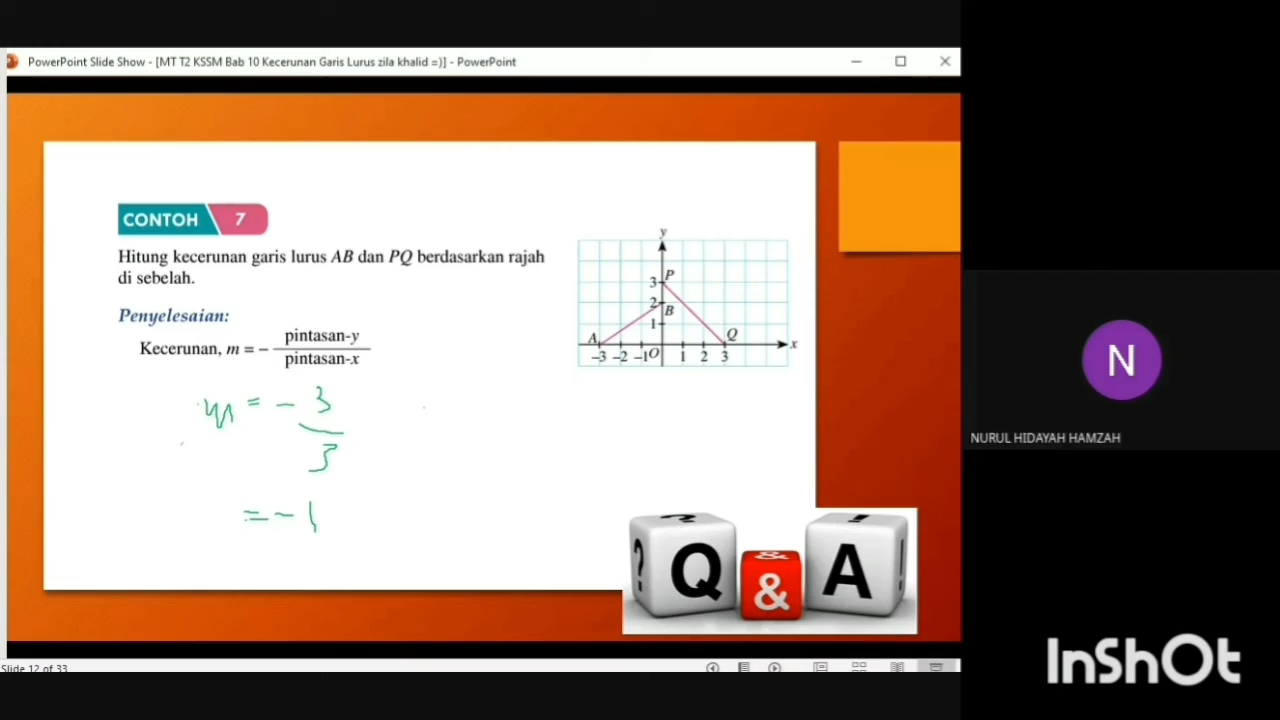 PowerPoint Slide Show - [MT T2 KSSM Bab 10 Kecerunan Garis Lurus zila khalid =)] - PowerPoint
CONTOH 7
Hitung kecerunan garis lurus AB dan PQ berdasarkan rajah
di sebelah.
Penyelesaian:
Kecerunan, m = - pintasan-y
pintasan-x
m = - 3
3
= - 1
y
3 P
2
B
1
A Q
-3 -2 -1 O 1 2 3 x
? ? Q & & A ! !
N
NURUL HIDAYAH HAMZAH
Slide 12 of 33
InShOt